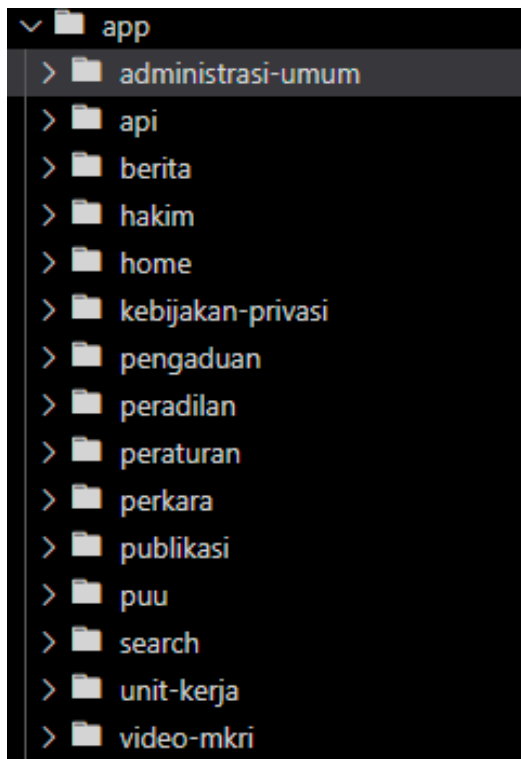 app
administrasi-umum
api
berita
hakim
home
kebijakan-privasi
pengaduan
peradilan
peraturan
perkara
publikasi
puu
search
unit-kerja
video-mkri